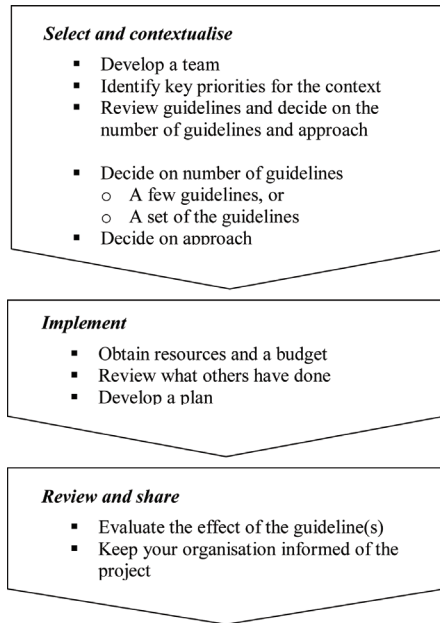 Select and contextualise
▪ Develop a team
▪ Identify key priorities for the context
▪ Review guidelines and decide on the
number of guidelines and approach
▪ Decide on number of guidelines
o A few guidelines, or
o A set of the guidelines
▪ Decide on approach
Implement
▪ Obtain resources and a budget
▪ Review what others have done
▪ Develop a plan
Review and share
▪ Evaluate the effect of the guideline(s)
▪ Keep your organisation informed of the
project